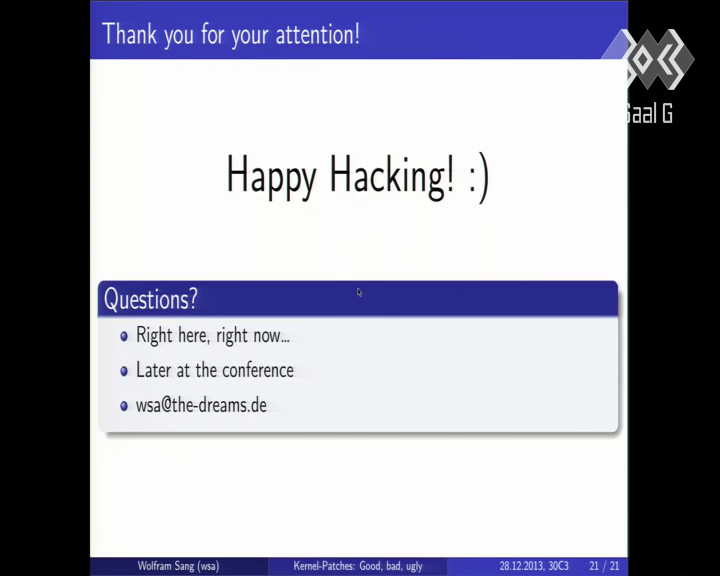 Thank you for your attention!
Saal G
Happy Hacking! :)
Questions?
Right here, right now...
Later at the conference
wsa@the-dreams.de
Wolfram Sang (wsa) Kernel-Patches: Good, bad, ugly 28.12.2013, 30C3 21 / 21